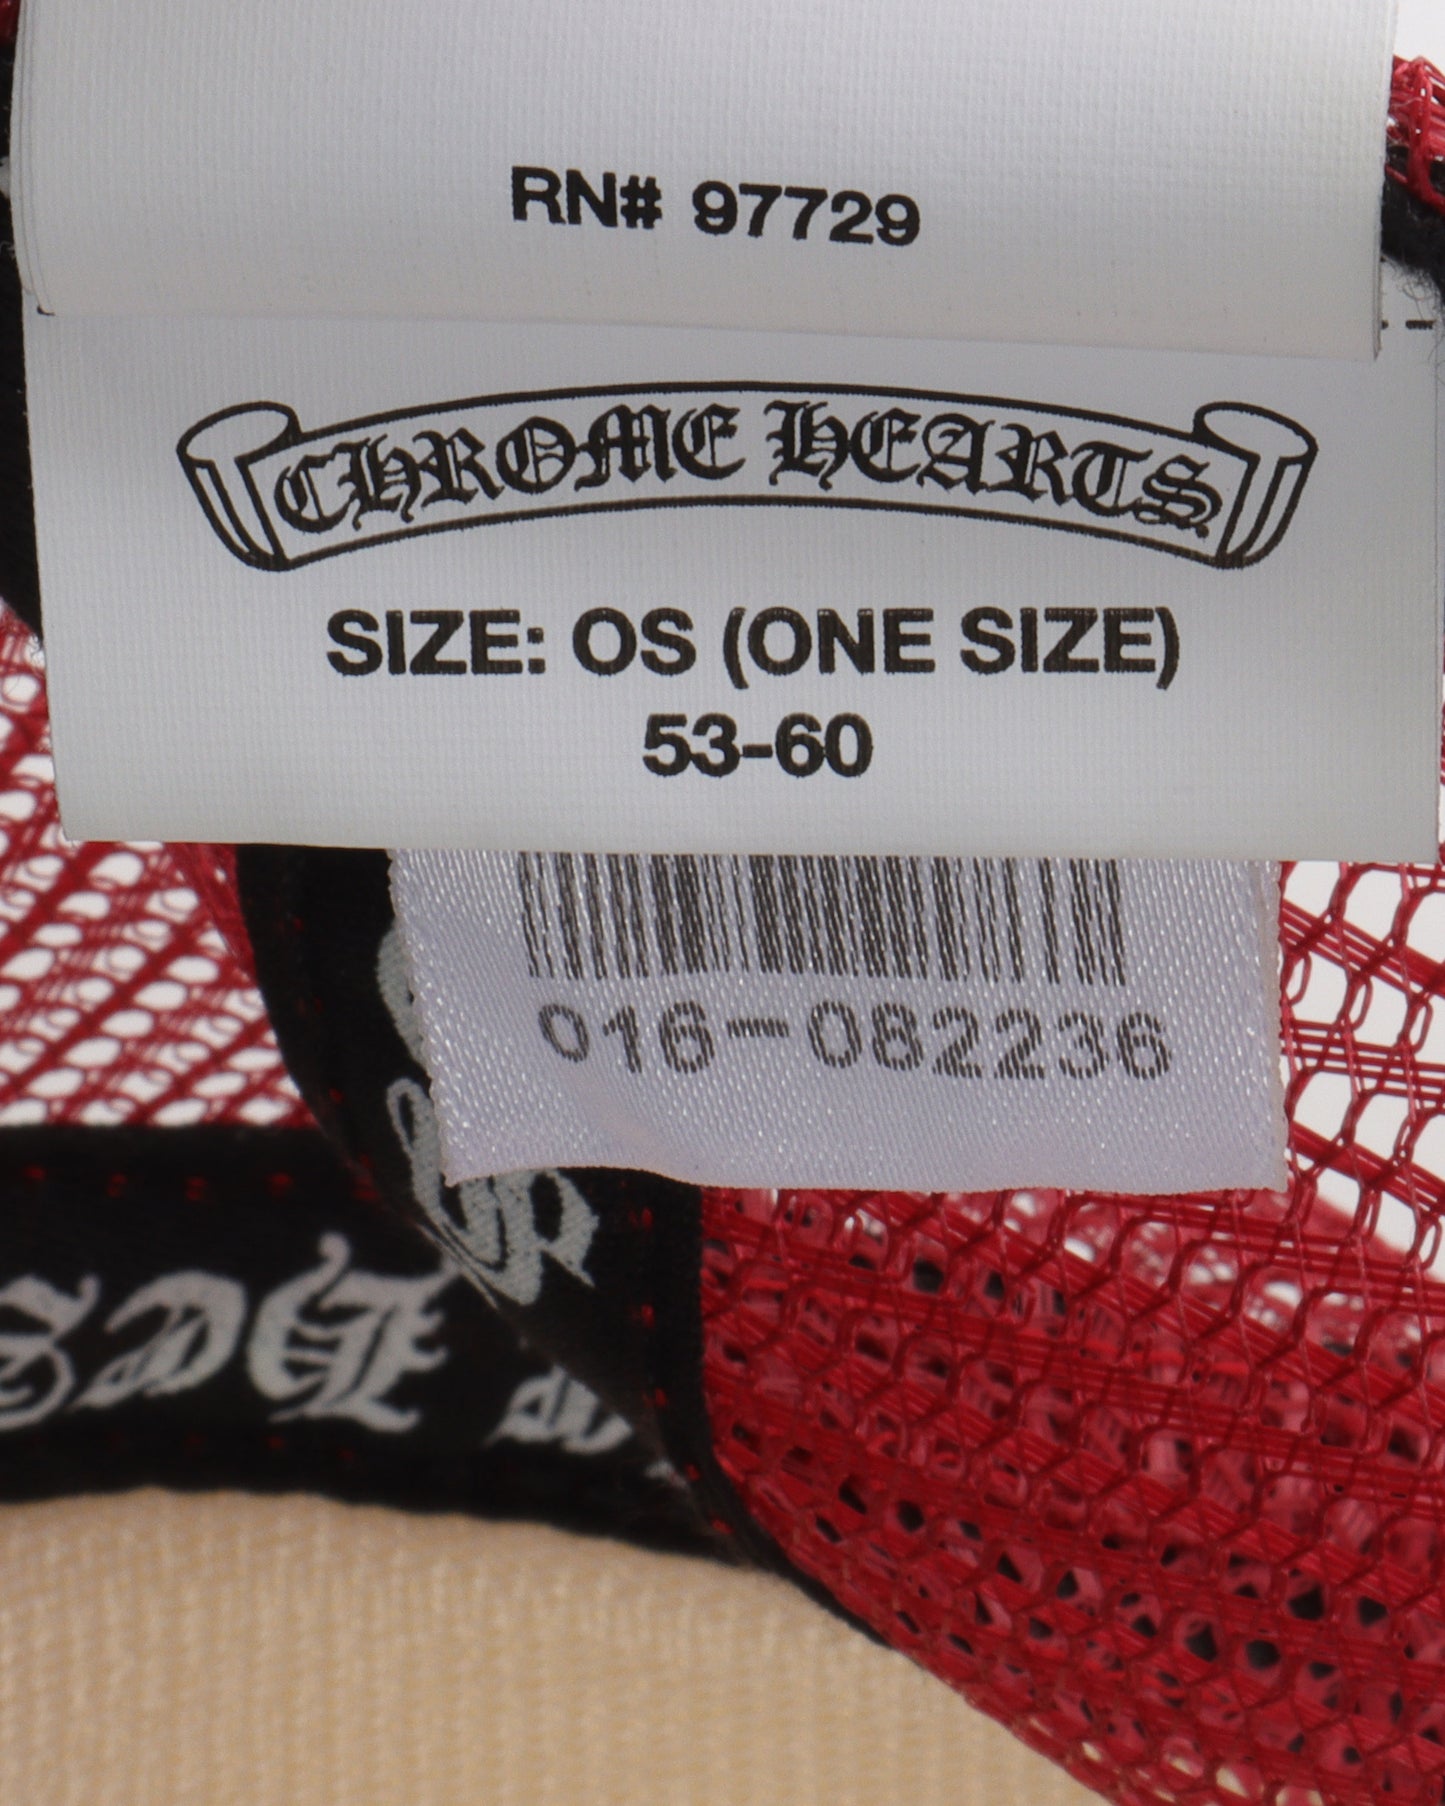 RN# 97729
CHROME HEARTS
SIZE: OS (ONE SIZE)
53-60
016-082236